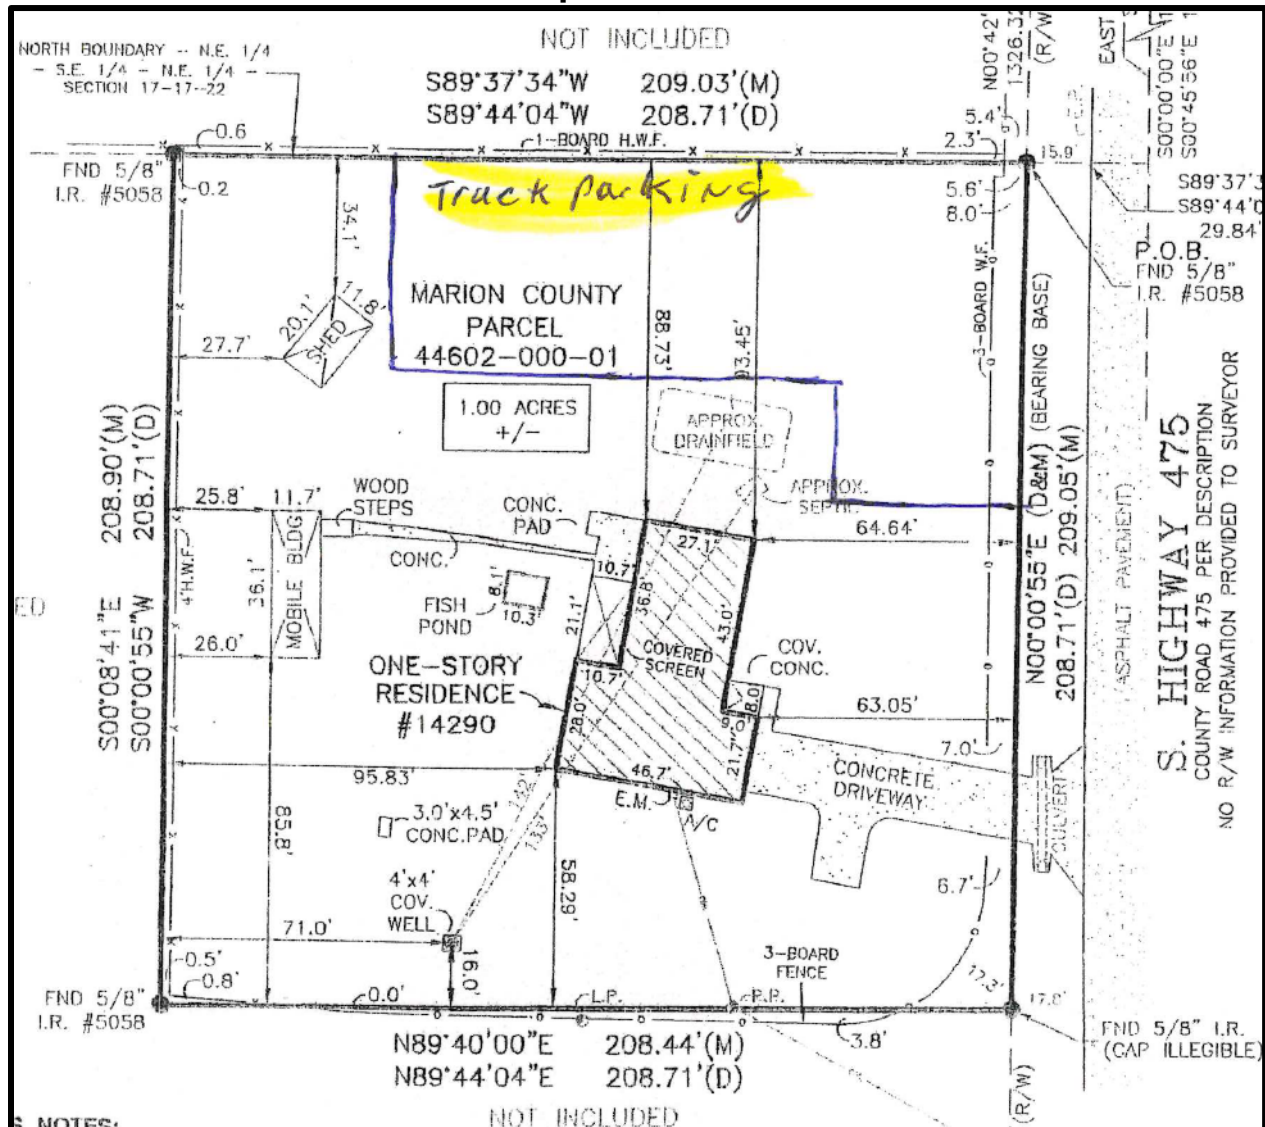 NOT INCLUDED
NORTH BOUNDARY -- N.E. 1/4
- S.E. 1/4 - N.E. 1/4 -
SECTION 17-17--22
S89°37'34"W 209.03'(M)
S89°44'04"W 208.71'(D)
1-BOARD H.W.F.
N00°42'
1326.32
(R/W)
EAST
S00°00'00"E
S00°45'56"E
0.6
5.4'
2.3'
15.9'
FND 5/8"
I.R. #5058
0.2
Truck parking
5.6'
8.0'
S89°37'3
S89°44'0
29.84'
P.O.B.
FND 5/8"
I.R. #5058
34.1'
11.8'
20.1'
SHED
27.7'
MARION COUNTY
PARCEL
44602-000-01
88.73'
93.45'
3-BOARD W.F.
1.00 ACRES
+/-
APPROX.
DRAINFIELD
APPROX.
SEPTIC
208.90'(M)
208.71'(D)
S00°08'41"E
S00°00'55"W
N00°00'55"E (D&M) (BEARING BASE)
208.71'(D) 209.05'(M)
ASPHALT PAVEMENT)
S. HIGHWAY 475
COUNTY ROAD 475 PER DESCRIPTION
NO R/W INFORMATION PROVIDED TO SURVEYOR
25.8'
11.7'
WOOD
STEPS
CONC.
PAD
64.64'
27.1'
CONC.
10.7'
4'H.W.F.
36.1'
MOBILE BLDG
8.1'
10.3'
FISH
POND
21.1'
36.8'
43.0'
ED
26.0'
COVERED
SCREEN
COV.
CONC.
10.7'
8.0'
9.0'
ONE-STORY
RESIDENCE
#14290
28.0'
63.05'
21.7'
7.0'
95.83'
46.7'
E.M.
A/C
CONCRETE
DRIVEWAY
CULVERT
142'
133'
3.0'x4.5'
CONC.PAD
85.8'
58.29'
4'x4'
COV.
WELL
6.7'
71.0'
16.0'
0.5'
0.8'
0.0'
3-BOARD
FENCE
L.P.
P.P.
17.3'
17.8'
FND 5/8"
I.R. #5058
3.8'
FND 5/8" I.R.
(CAP ILLEGIBLE)
N89°40'00"E 208.44'(M)
N89°44'04"E 208.71'(D)
(R/W)
NOT INCLUDED
NOTES: